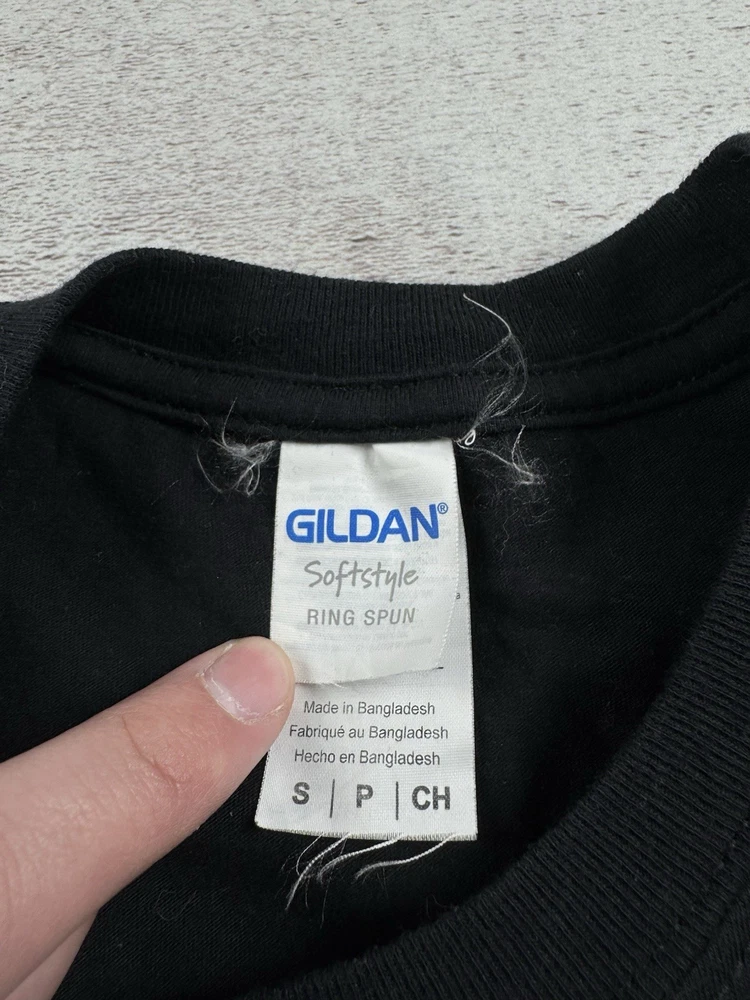 GILDAN®
Softstyle
RING SPUN
Made in Bangladesh
Fabriqué au Bangladesh
Hecho en Bangladesh
S | P | CH